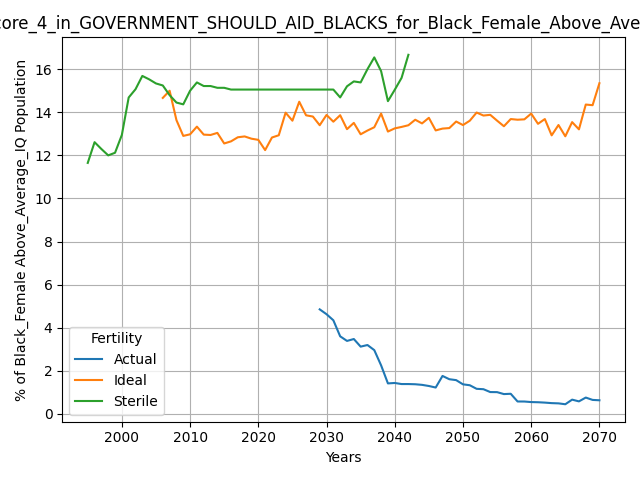 core_4_in_GOVERNMENT_SHOULD_AID_BLACKS_for_Black_Female_Above_Ave
% of Black_Female Above_Average_IQ Population
16
14
12
10
8
6
4
2
0
Fertility
Actual
Ideal
Sterile
2000 2010 2020 2030 2040 2050 2060 2070
Years